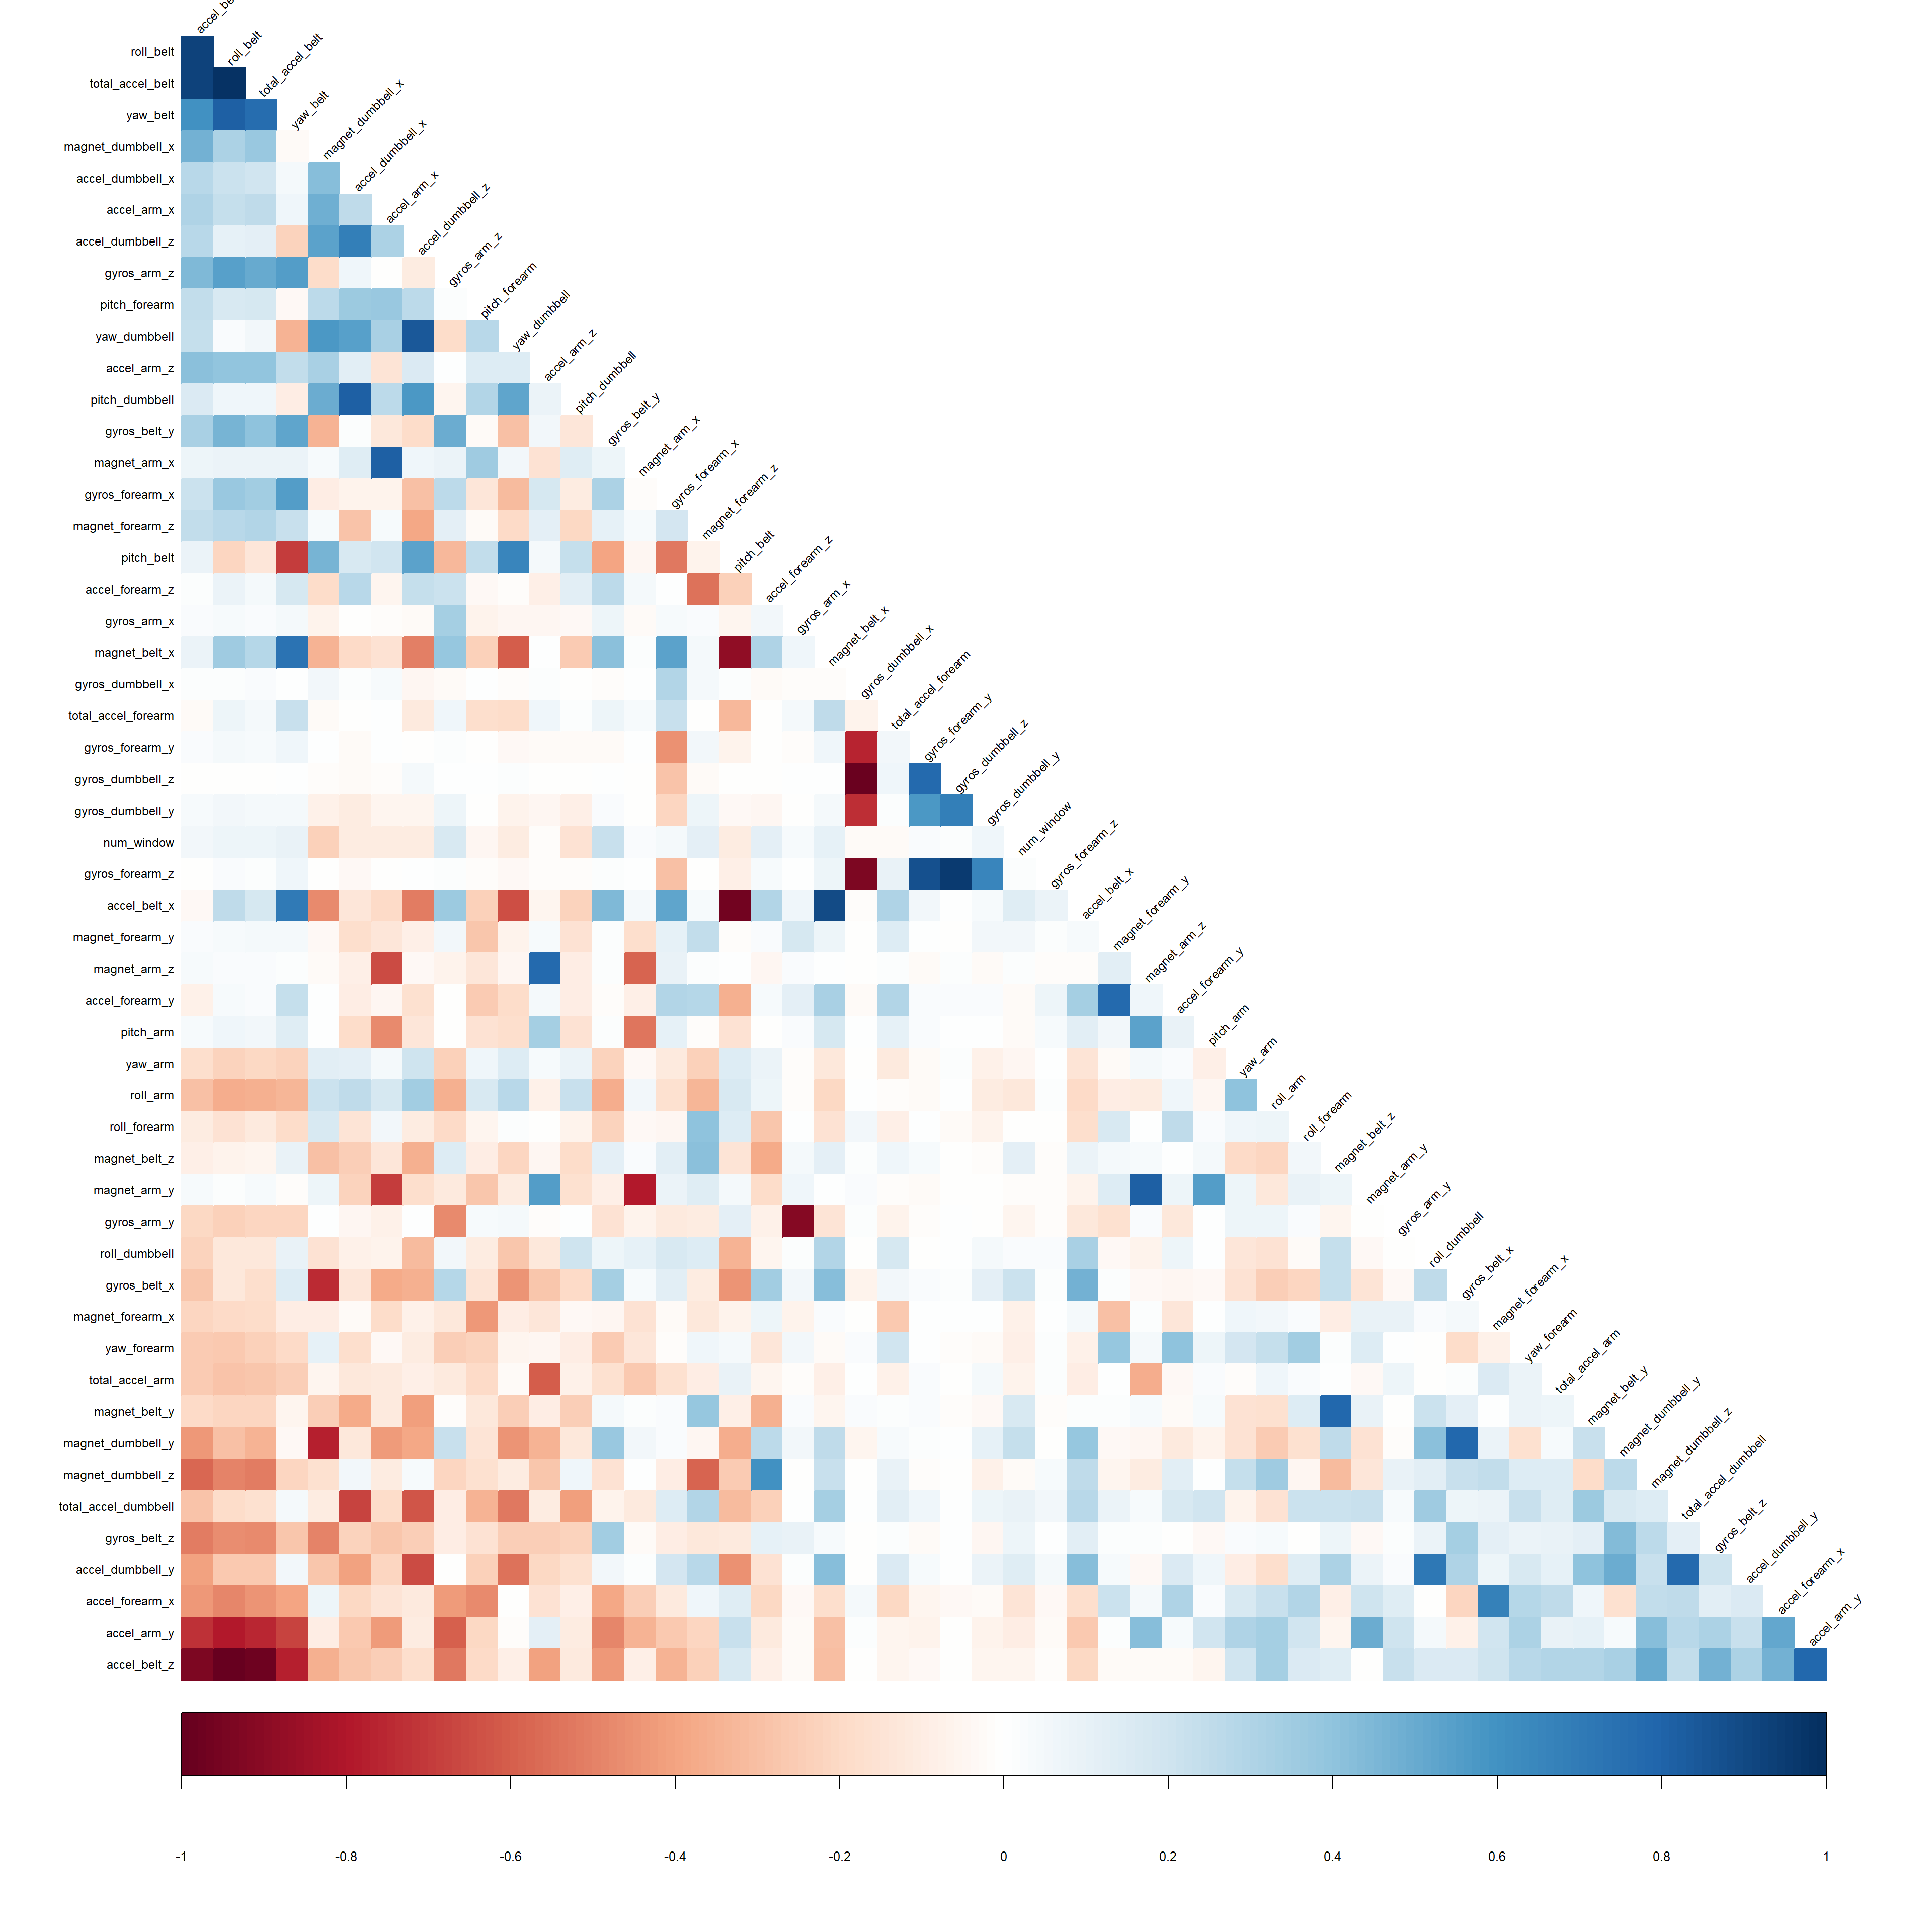 accel_be
roll_belt
roll_belt
total_accel_belt
total_accel_belt
yaw_belt
yaw_belt
magnet_dumbbell_x
magnet_dumbbell_x
accel_dumbbell_x
accel_dumbbell_x
accel_arm_x
accel_arm_x
accel_dumbbell_z
accel_dumbbell_z
gyros_arm_z
gyros_arm_z
pitch_forearm
pitch_forearm
yaw_dumbbell
yaw_dumbbell
accel_arm_z
accel_arm_z
pitch_dumbbell
pitch_dumbbell
gyros_belt_y
gyros_belt_y
magnet_arm_x
magnet_arm_x
gyros_forearm_x
gyros_forearm_x
magnet_forearm_z
magnet_forearm_z
pitch_belt
pitch_belt
accel_forearm_z
accel_forearm_z
gyros_arm_x
gyros_arm_x
magnet_belt_x
magnet_belt_x
gyros_dumbbell_x
gyros_dumbbell_x
total_accel_forearm
total_accel_forearm
gyros_forearm_y
gyros_forearm_y
gyros_dumbbell_z
gyros_dumbbell_z
gyros_dumbbell_y
gyros_dumbbell_y
num_window
num_window
gyros_forearm_z
gyros_forearm_z
accel_belt_x
accel_belt_x
magnet_forearm_y
magnet_forearm_y
magnet_arm_z
magnet_arm_z
accel_forearm_y
accel_forearm_y
pitch_arm
pitch_arm
yaw_arm
yaw_arm
roll_arm
roll_arm
roll_forearm
roll_forearm
magnet_belt_z
magnet_belt_z
magnet_arm_y
magnet_arm_y
gyros_arm_y
gyros_arm_y
roll_dumbbell
roll_dumbbell
gyros_belt_x
gyros_belt_x
magnet_forearm_x
magnet_forearm_x
yaw_forearm
yaw_forearm
total_accel_arm
total_accel_arm
magnet_belt_y
magnet_belt_y
magnet_dumbbell_y
magnet_dumbbell_y
magnet_dumbbell_z
magnet_dumbbell_z
total_accel_dumbbell
total_accel_dumbbell
gyros_belt_z
gyros_belt_z
accel_dumbbell_y
accel_dumbbell_y
accel_forearm_x
accel_forearm_x
accel_arm_y
accel_arm_y
accel_belt_z
-1 -0.8 -0.6 -0.4 -0.2 0 0.2 0.4 0.6 0.8 1